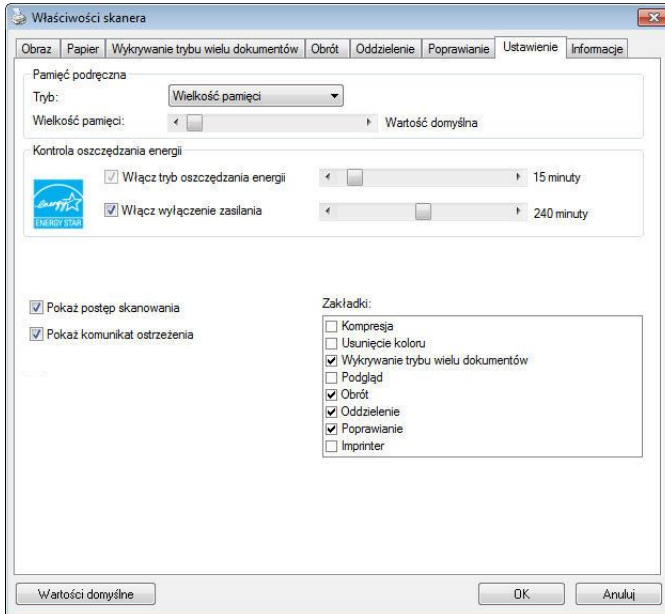 Właściwości skanera
Obraz Papier Wykrywanie trybu wielu dokumentów Obrót Oddzielenie Poprawianie Ustawienie Informacje
Pamięć podręczna
Tryb: Wielkość pamięci
Wielkość pamięci: Wartość domyślna
Kontrola oszczędzania energii
Włącz tryb oszczędzania energii 15 minuty
energy
ENERGY STAR
Włącz wyłączenie zasilania 240 minuty
Pokaż postęp skanowania
Pokaż komunikat ostrzeżenia
Zakładki:
Kompresja
Usunięcie koloru
Wykrywanie trybu wielu dokumentów
Podgląd
Obrót
Oddzielenie
Poprawianie
Imprinter
Wartości domyślne OK Anuluj